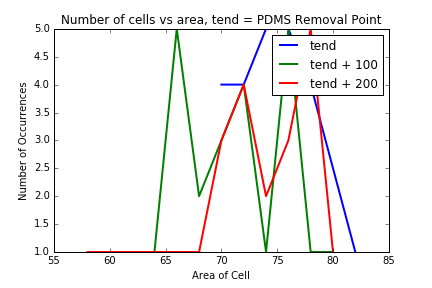 Number of cells vs area, tend = PDMS Removal Point
5.0
4.5
4.0
3.5
3.0
2.5
2.0
1.5
1.0
Number of Occurrences
tend
tend + 100
tend + 200
55 60 65 70 75 80 85
Area of Cell